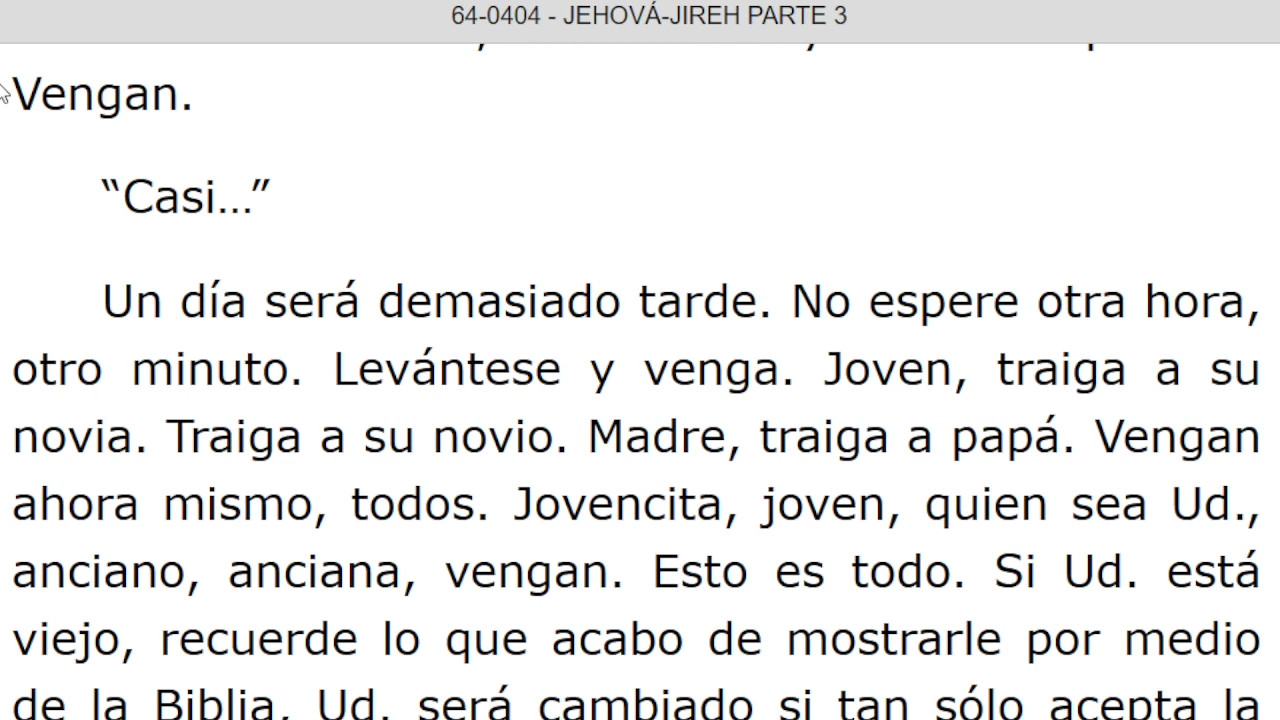 64-0404 - JEHOVÁ-JIREH PARTE 3
Vengan.
“Casi…”
Un día será demasiado tarde. No espere otra hora,
otro minuto. Levántese y venga. Joven, traiga a su
novia. Traiga a su novio. Madre, traiga a papá. Vengan
ahora mismo, todos. Jovencita, joven, quien sea Ud.,
anciano, anciana, vengan. Esto es todo. Si Ud. está
viejo, recuerde lo que acabo de mostrarle por medio
de la Biblia, Ud. será cambiado si tan sólo acepta la